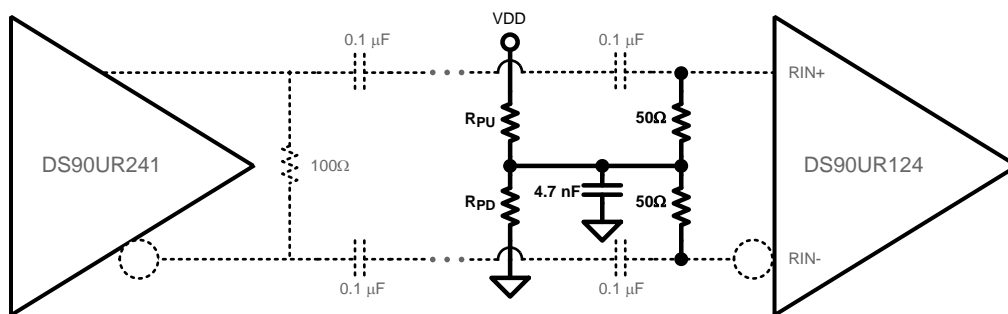 VDD
0.1 μF
0.1 μF
RIN+
RPU
50Ω
DS90UR241
100Ω
DS90UR124
4.7 nF
RPD
50Ω
RIN-
0.1 μF
0.1 μF